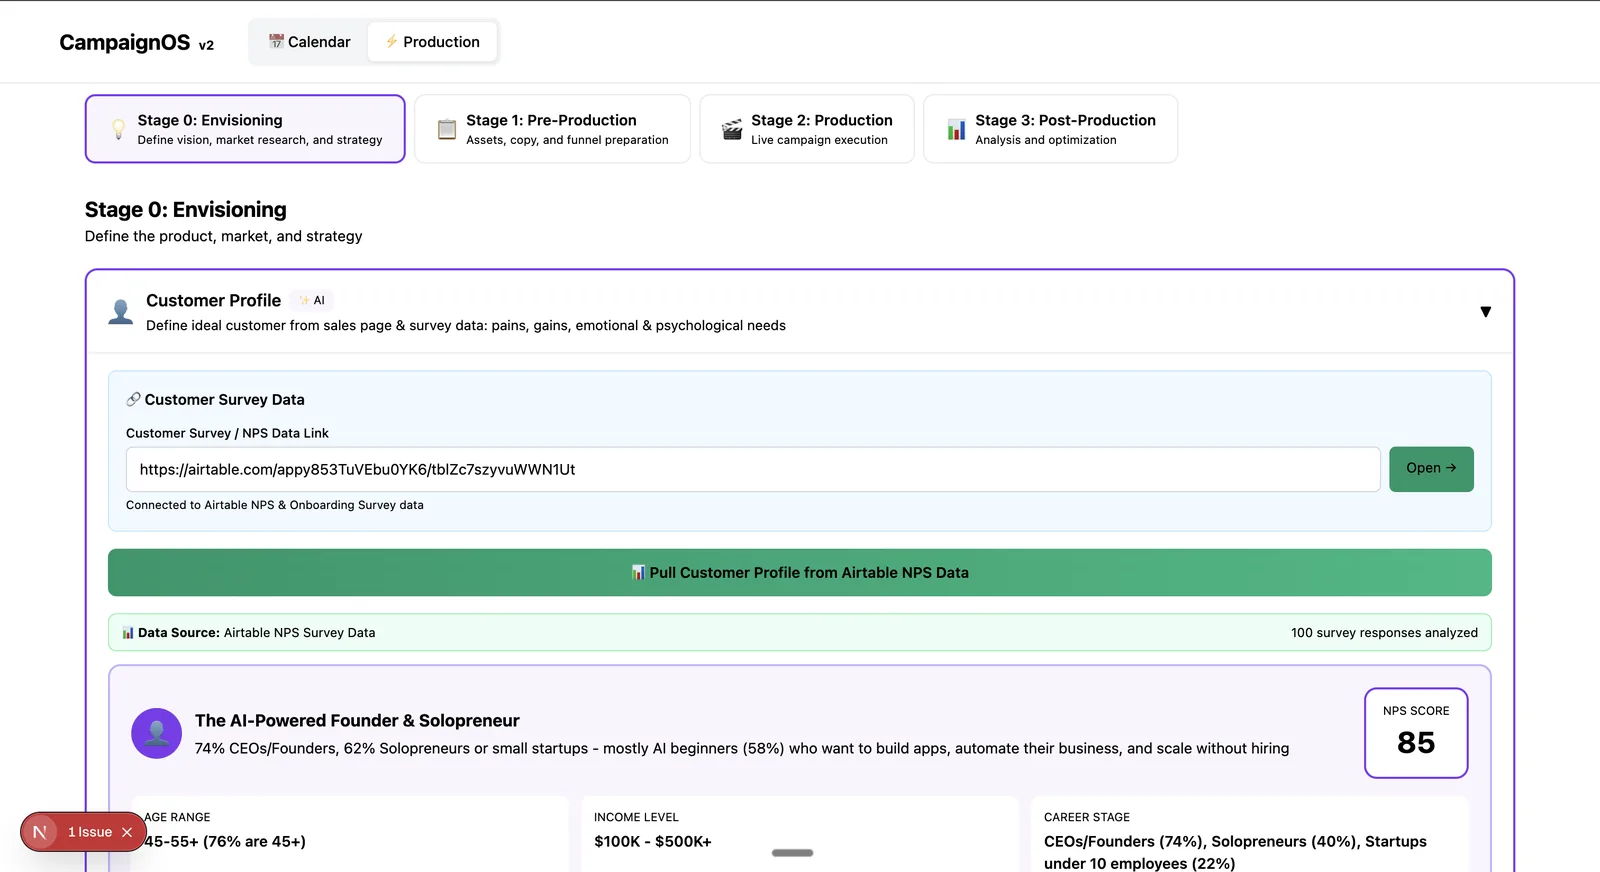 CampaignOS v2
Calendar
Production
Stage 0: Envisioning
Define vision, market research, and strategy
Stage 1: Pre-Production
Assets, copy, and funnel preparation
Stage 2: Production
Live campaign execution
Stage 3: Post-Production
Analysis and optimization
Stage 0: Envisioning
Define the product, market, and strategy
Customer Profile
AI
Define ideal customer from sales page & survey data: pains, gains, emotional & psychological needs
Customer Survey Data
Customer Survey / NPS Data Link
https://airtable.com/appy853TuVEbu0YK6/tblZc7szyvuWWN1Ut
Open →
Connected to Airtable NPS & Onboarding Survey data
Pull Customer Profile from Airtable NPS Data
Data Source: Airtable NPS Survey Data
100 survey responses analyzed
The AI-Powered Founder & Solopreneur
74% CEOs/Founders, 62% Solopreneurs or small startups - mostly AI beginners (58%) who want to build apps, automate their business, and scale without hiring
NPS SCORE
85
AGE RANGE
45-55+ (76% are 45+)
INCOME LEVEL
$100K - $500K+
CAREER STAGE
CEOs/Founders (74%), Solopreneurs (40%), Startups
under 10 employees (22%)
N
1 Issue